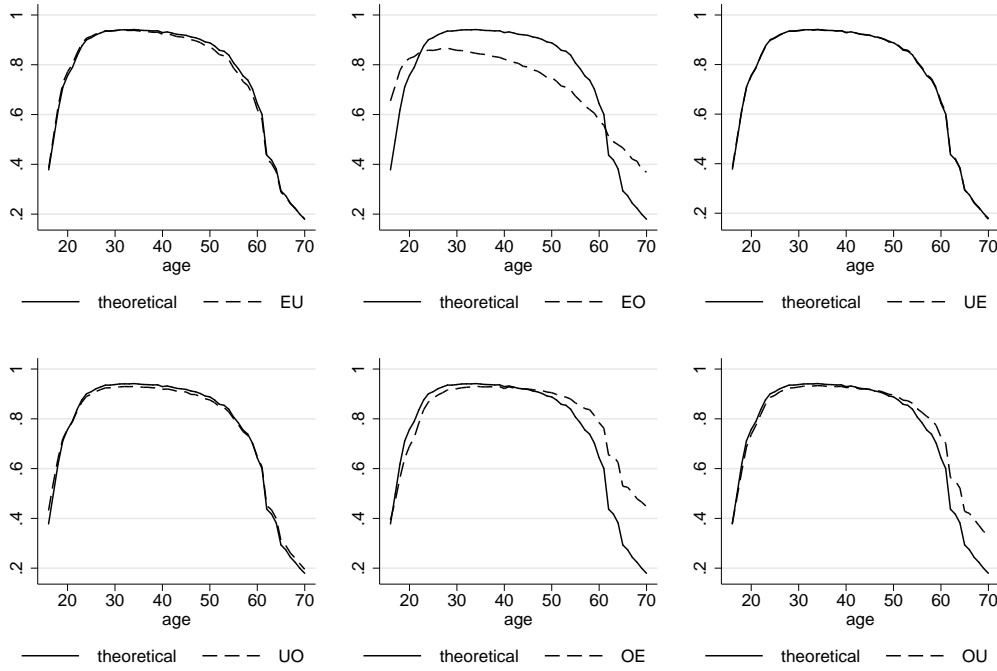 1
.8
.6
.4
.2
20 30 40 50 60 70
age
theoretical EU
1
.8
.6
.4
.2
20 30 40 50 60 70
age
theoretical EO
1
.8
.6
.4
.2
20 30 40 50 60 70
age
theoretical UE
1
.8
.6
.4
.2
20 30 40 50 60 70
age
theoretical UO
1
.8
.6
.4
.2
20 30 40 50 60 70
age
theoretical OE
1
.8
.6
.4
.2
20 30 40 50 60 70
age
theoretical OU